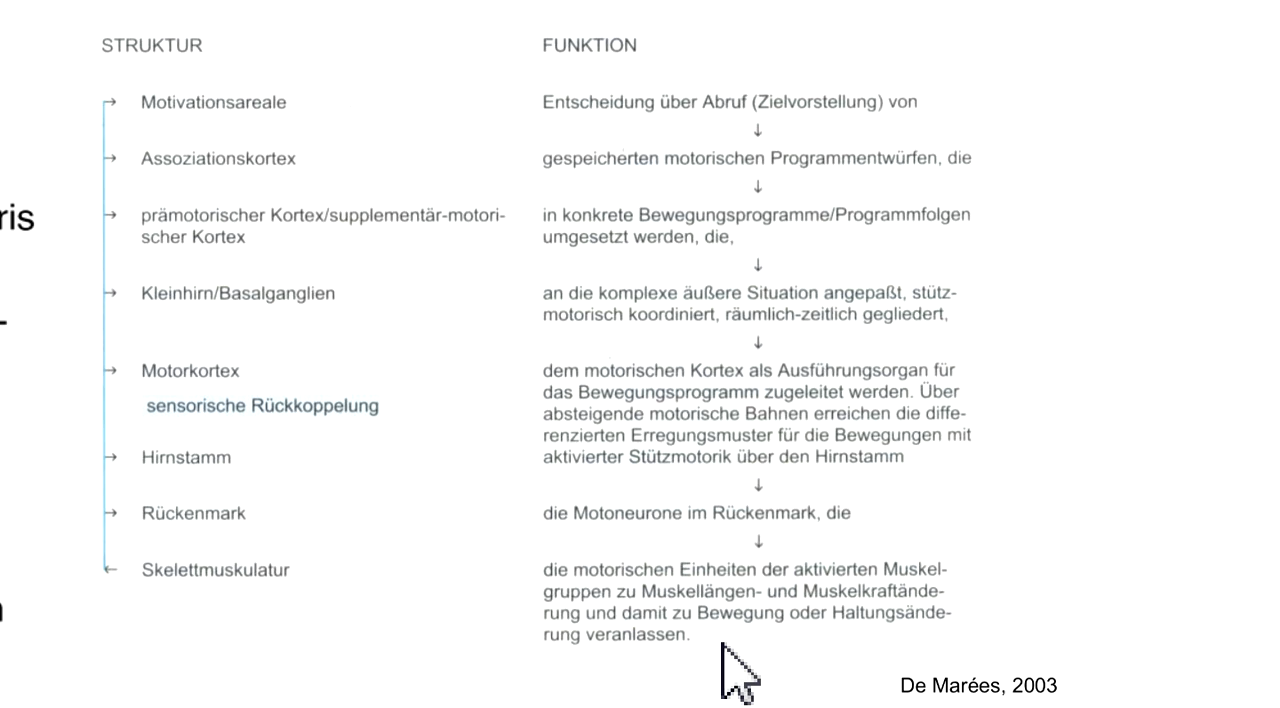 STRUKTUR
FUNKTION
Motivationsareale
Entscheidung über Abruf (Zielvorstellung) von
Assoziationskortex
gespeicherten motorischen Programmentwürfen, die
prämotorischer Kortex/supplementär-motori-
scher Kortex
in konkrete Bewegungsprogramme/Programmfolgen
umgesetzt werden, die,
Kleinhirn/Basalganglien
an die komplexe äußere Situation angepaßt, stütz-
motorisch koordiniert, räumlich-zeitlich gegliedert,
Motorkortex
sensorische Rückkoppelung
dem motorischen Kortex als Ausführungsorgan für
das Bewegungsprogramm zugeleitet werden. Über
absteigende motorische Bahnen erreichen die diffe-
renzierten Erregungsmuster für die Bewegungen mit
Hirnstamm
aktivierter Stützmotorik über den Hirnstamm
Rückenmark
die Motoneurone im Rückenmark, die
Skelettmuskulatur
die motorischen Einheiten der aktivierten Muskel-
gruppen zu Muskellängen- und Muskelkraftände-
rung und damit zu Bewegung oder Haltungsände-
rung veranlassen.
De Marées, 2003